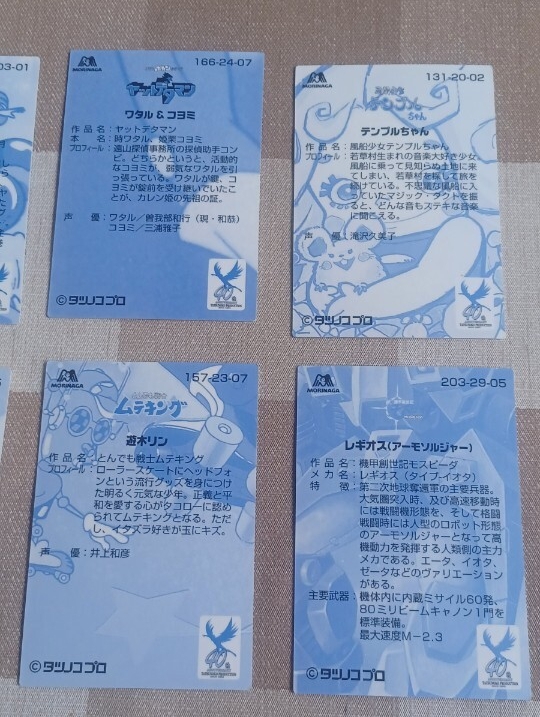 03-01
MORINAGA
166-24-07
ヤットデタマン
ワタル & コヨミ
作 品 名：ヤットデタマン
本　　名：時ワタル、姫栗コヨミ
プロフィール：遠山探偵事務所の探偵助手コン
ビ。どちらかというと、活動的
なコヨミが、弱気なワタルを引
っ張っている。ワタルが鍵、コ
ヨミが錠前を受け継いでいたこ
とが、カレン姫の先祖の証。
声　　優：ワタル／曽我部和行（現・和恭）
コヨミ／三浦雅子
©タツノコプロ
40
MORINAGA
131-20-02
風船少女
テンプルちゃん
テンプルちゃん
作 品 名：風船少女テンプルちゃん
プロフィール：若草村生まれの音楽大好き少女。
風船に乗って見知らぬ土地に来
てしまい、若草村を探して旅を
続けている。不思議な風船に入
っていたマジック・タクトを振
ると、どんな音もステキな音楽
に聞こえる。
声　　優：滝沢久美子
©タツノコプロ
40
MORINAGA
157-23-07
ムテキング
遊木リン
作 品 名：とんでも戦士ムテキング
プロフィール：ローラースケートにヘッドフォ
ンという流行グッズを身につけ
た明るく元気な少年。正義と平
和を愛する心がタコローに認め
られてムテキングとなる。ただ
し、イタズラ好きが玉にキズ。
声　　優：井上和彦
©タツノコプロ
40
MORINAGA
203-29-05
レギオス(アーモソルジャー)
作 品 名：機甲創世記モスピーダ
メ カ 名：レギオス（タイプ・イオタ）
特　　徴：第二次地球奪還軍の主要兵器。
大気圏突入時、及び高速移動時
には戦闘機形態を、そして格闘
戦闘時には人型のロボット形態
のアーモソルジャーとなって高
機動力を発揮する人類側の主力
メカである。エータ、イオタ、
ゼータなどのヴァリエーション
がある。
主要武器：機体内に内蔵ミサイル60発、
80ミリビームキャノン1門を
標準装備。
最大速度M－2.3
©タツノコプロ
40